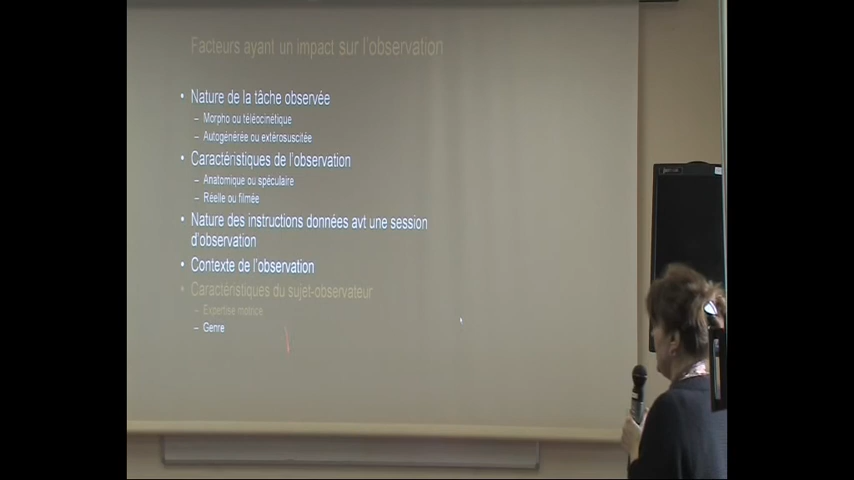 Facteurs ayant un impact sur l'observation
• Nature de la tâche observée
– Morpho ou téléocinétique
– Autogénérée ou extérosuscitée
• Caractéristiques de l'observation
– Anatomique ou spéculaire
– Réelle ou filmée
• Nature des instructions données avt une session
d'observation
• Contexte de l'observation
• Caractéristiques du sujet-observateur
– Expertise motrice
– Genre